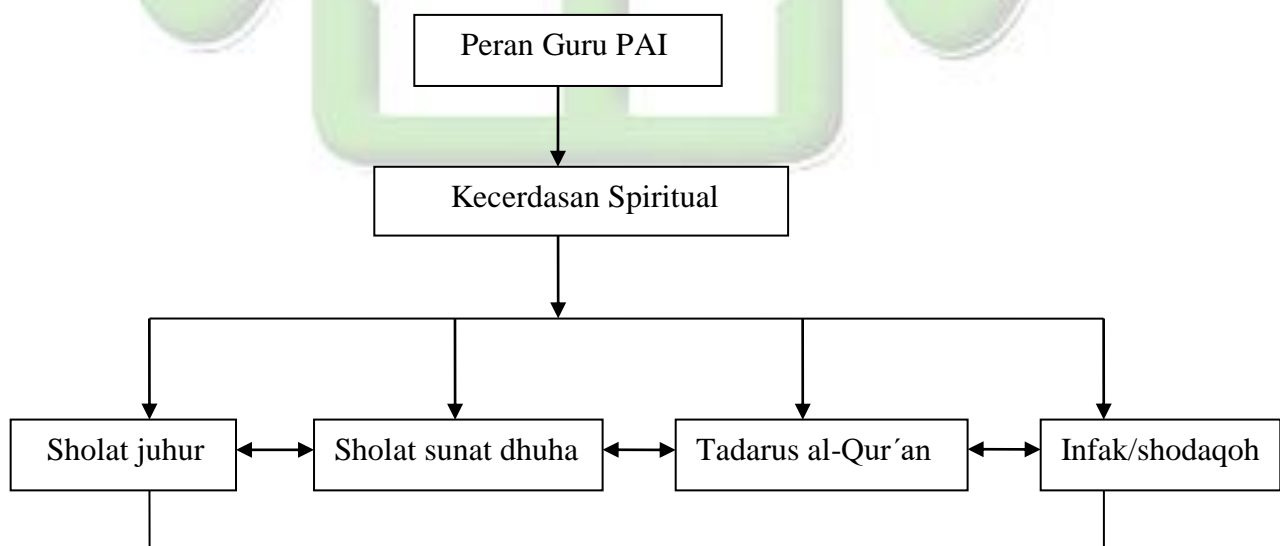 Peran Guru PAI
Kecerdasan Spiritual
Sholat juhur
Sholat sunat dhuha
Tadarus al-Qur´an
Infak/shodaqoh